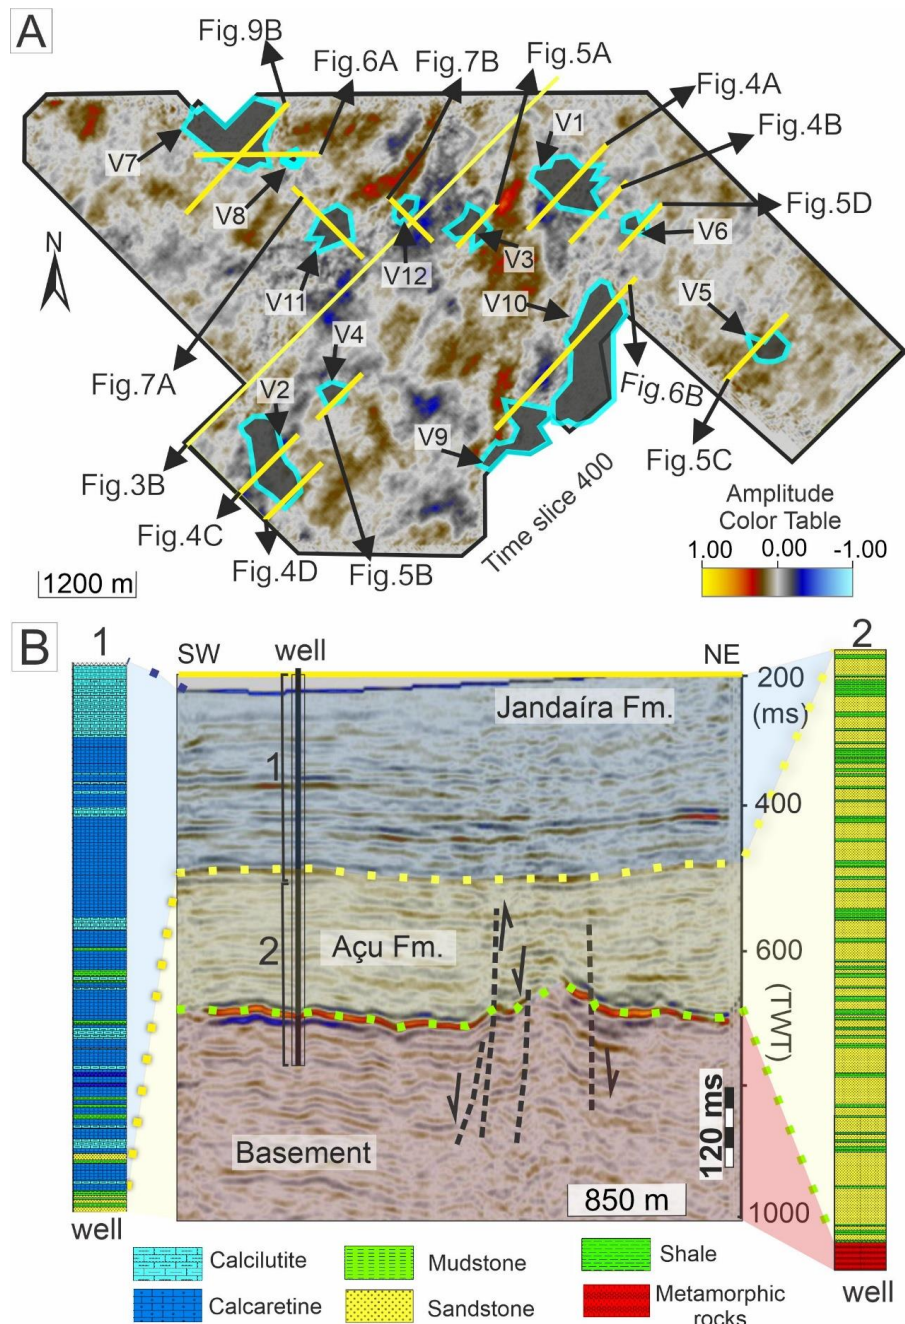 A
Fig.9B
Fig.6A
Fig.7B
Fig.5A
Fig.4A
Fig.4B
Fig.5D
V1
V7
V8
V6
V3
V12
V11
V10
V5
N
V4
V2
Fig.7A
Fig.6B
V9
Fig.5C
Fig.3B
Fig.4C
Fig.4D
Fig.5B
Time slice 400
Amplitude
Color Table
1.00 0.00 -1.00
1200 m
B
1
SW
well
NE
2
200
(ms)
Jandaíra Fm.
1
400
2
Açu Fm.
600
(TWT)
120 ms
Basement
850 m
1000
well
well
Calcilutite
Mudstone
Shale
Calcaretine
Sandstone
Metamorphic
rocks